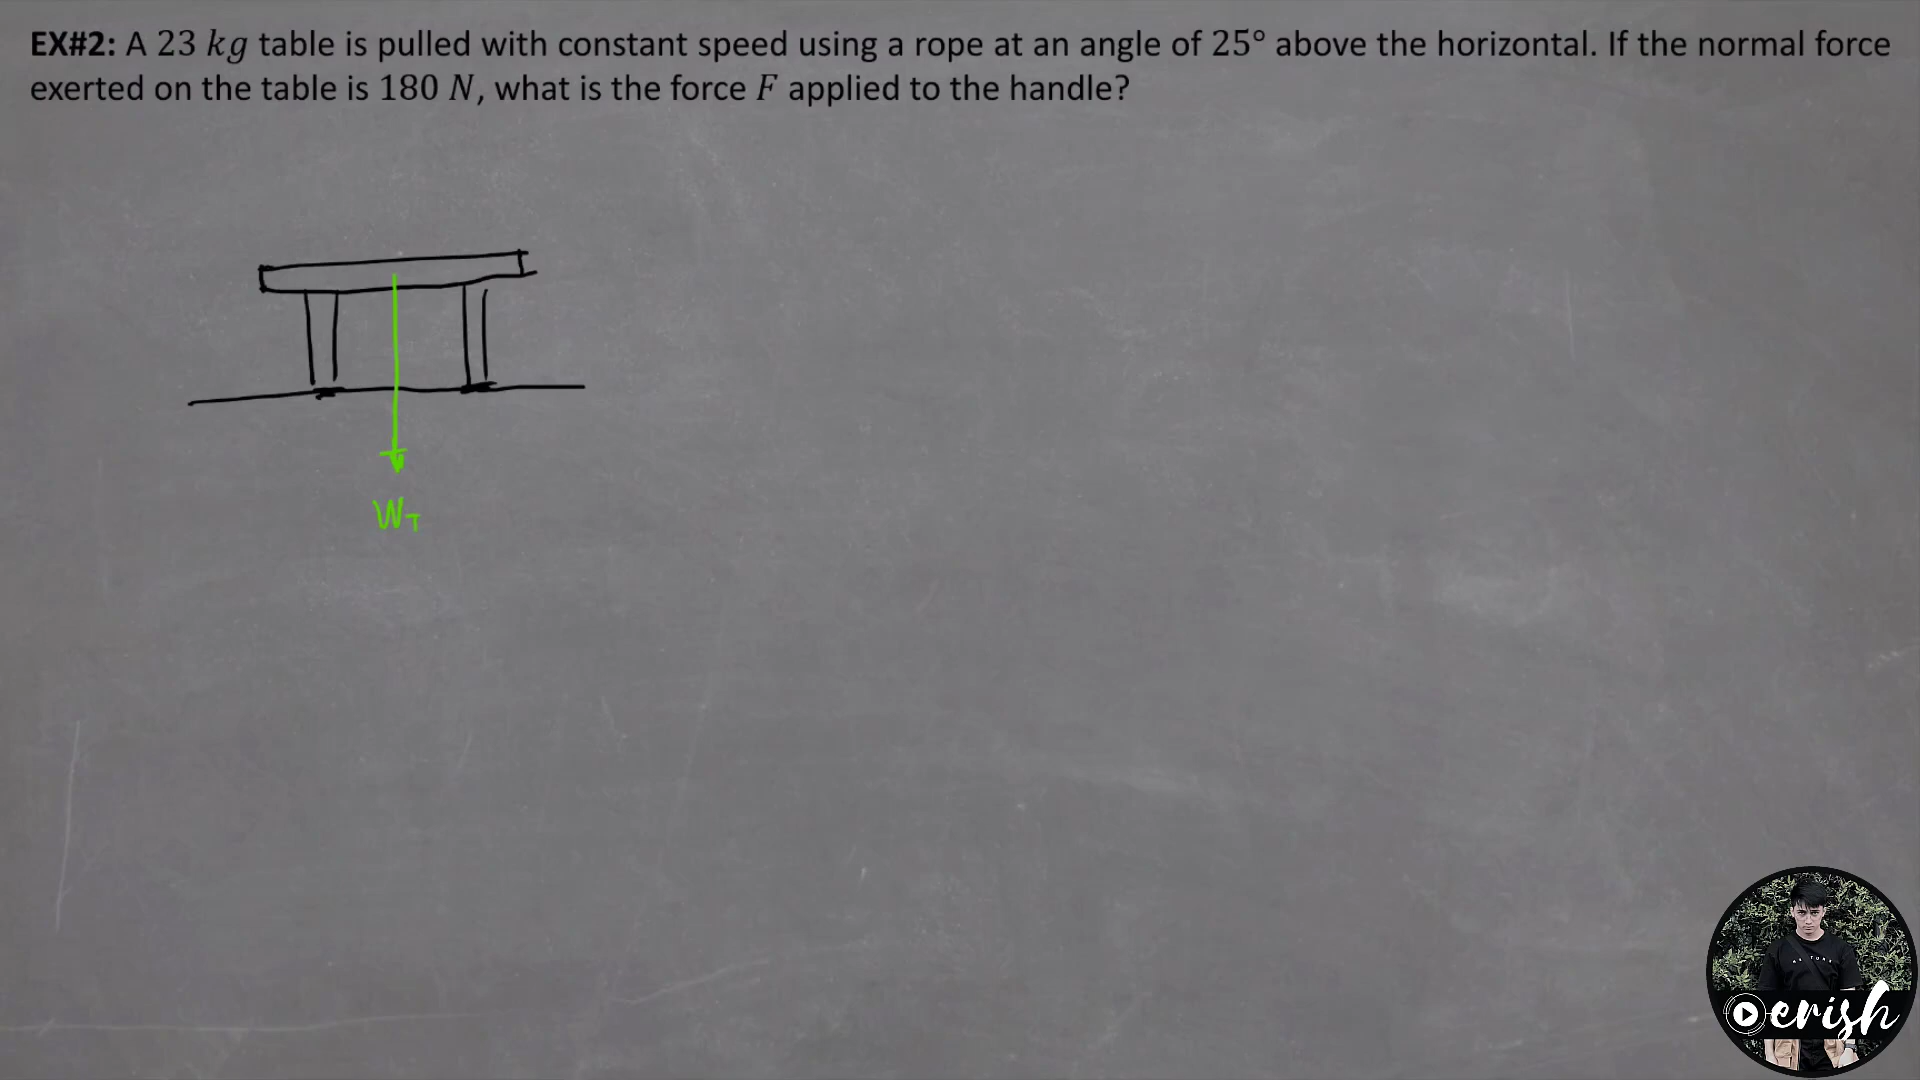 EX#2: A 23 kg table is pulled with constant speed using a rope at an angle of 25° above the horizontal. If the normal force
exerted on the table is 180 N, what is the force F applied to the handle?
W_T
erish